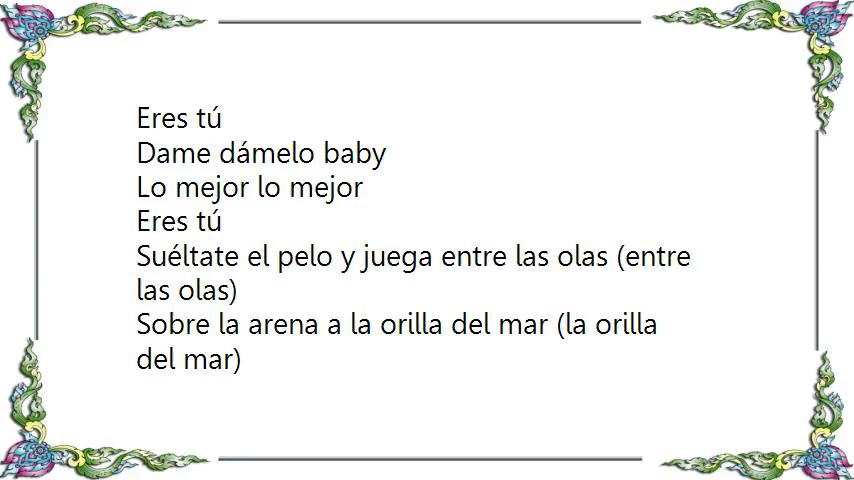 Eres tú
Dame dámelo baby
Lo mejor lo mejor
Eres tú
Suéltate el pelo y juega entre las olas (entre
las olas)
Sobre la arena a la orilla del mar (la orilla
del mar)